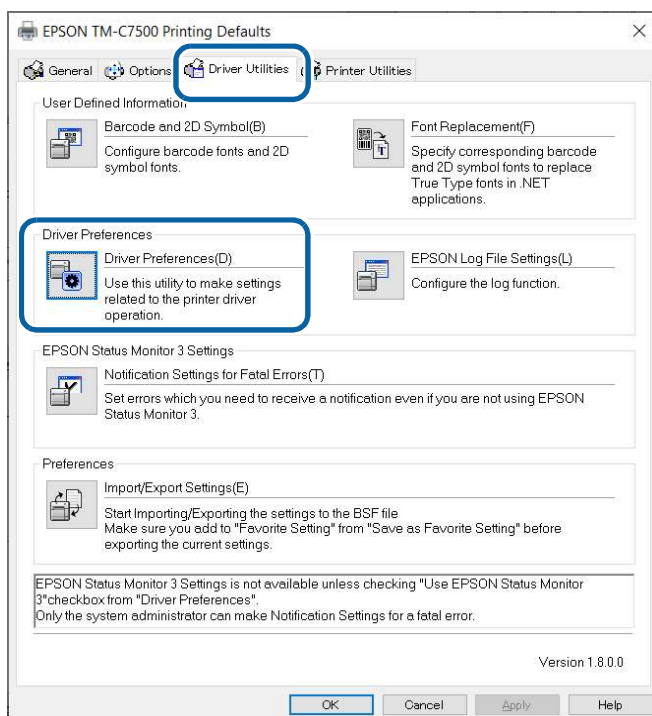 EPSON TM-C7500 Printing Defaults
General
Options
Driver Utilities
Printer Utilities
User Defined Information
Barcode and 2D Symbol(B)
Configure barcode fonts and 2D
symbol fonts.
Font Replacement(F)
Specify corresponding barcode
and 2D symbol fonts to replace
True Type fonts in .NET
applications.
Driver Preferences
Driver Preferences(D)
Use this utility to make settings
related to the printer driver
operation.
EPSON Log File Settings(L)
Configure the log function.
EPSON Status Monitor 3 Settings
Notification Settings for Fatal Errors(T)
Set errors which you need to receive a notification even if you are not using EPSON
Status Monitor 3.
Preferences
Import/Export Settings(E)
Start Importing/Exporting the settings to the BSF file
Make sure you add to "Favorite Setting" from "Save as Favorite Setting" before
exporting the current settings.
EPSON Status Monitor 3 Settings is not available unless checking "Use EPSON Status Monitor
3"checkbox from "Driver Preferences".
Only the system administrator can make Notification Settings for a fatal error.
Version 1.8.0.0
OK
Cancel
Apply
Help